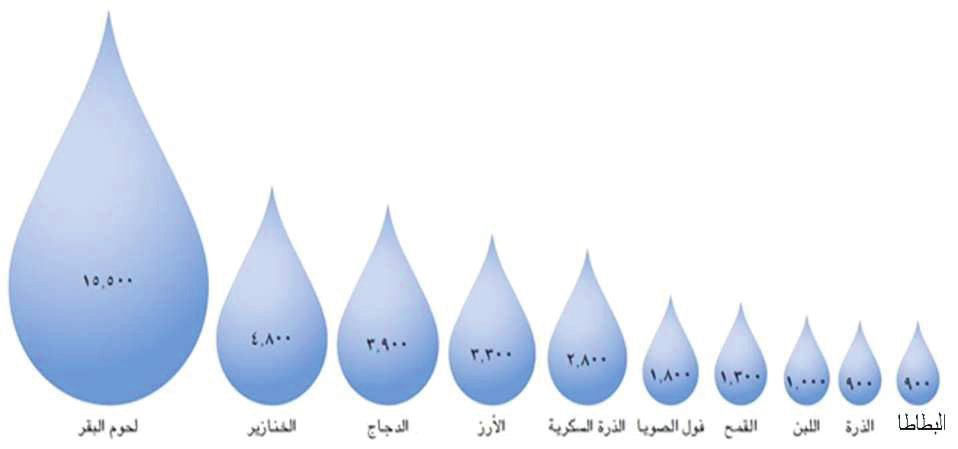 ١٥,٥٠٠
٤,٨٠٠
٣,٩٠٠
٣,٣٠٠
٢,٨٠٠
١,٨٠٠
١,٣٠٠
١,٠٠٠
٩٠٠
٩٠٠
لحوم البقر
الخنازير
الدجاج
الأرز
الذرة السكرية
فول الصويا
القمح
اللبن
الذرة
البطاطا